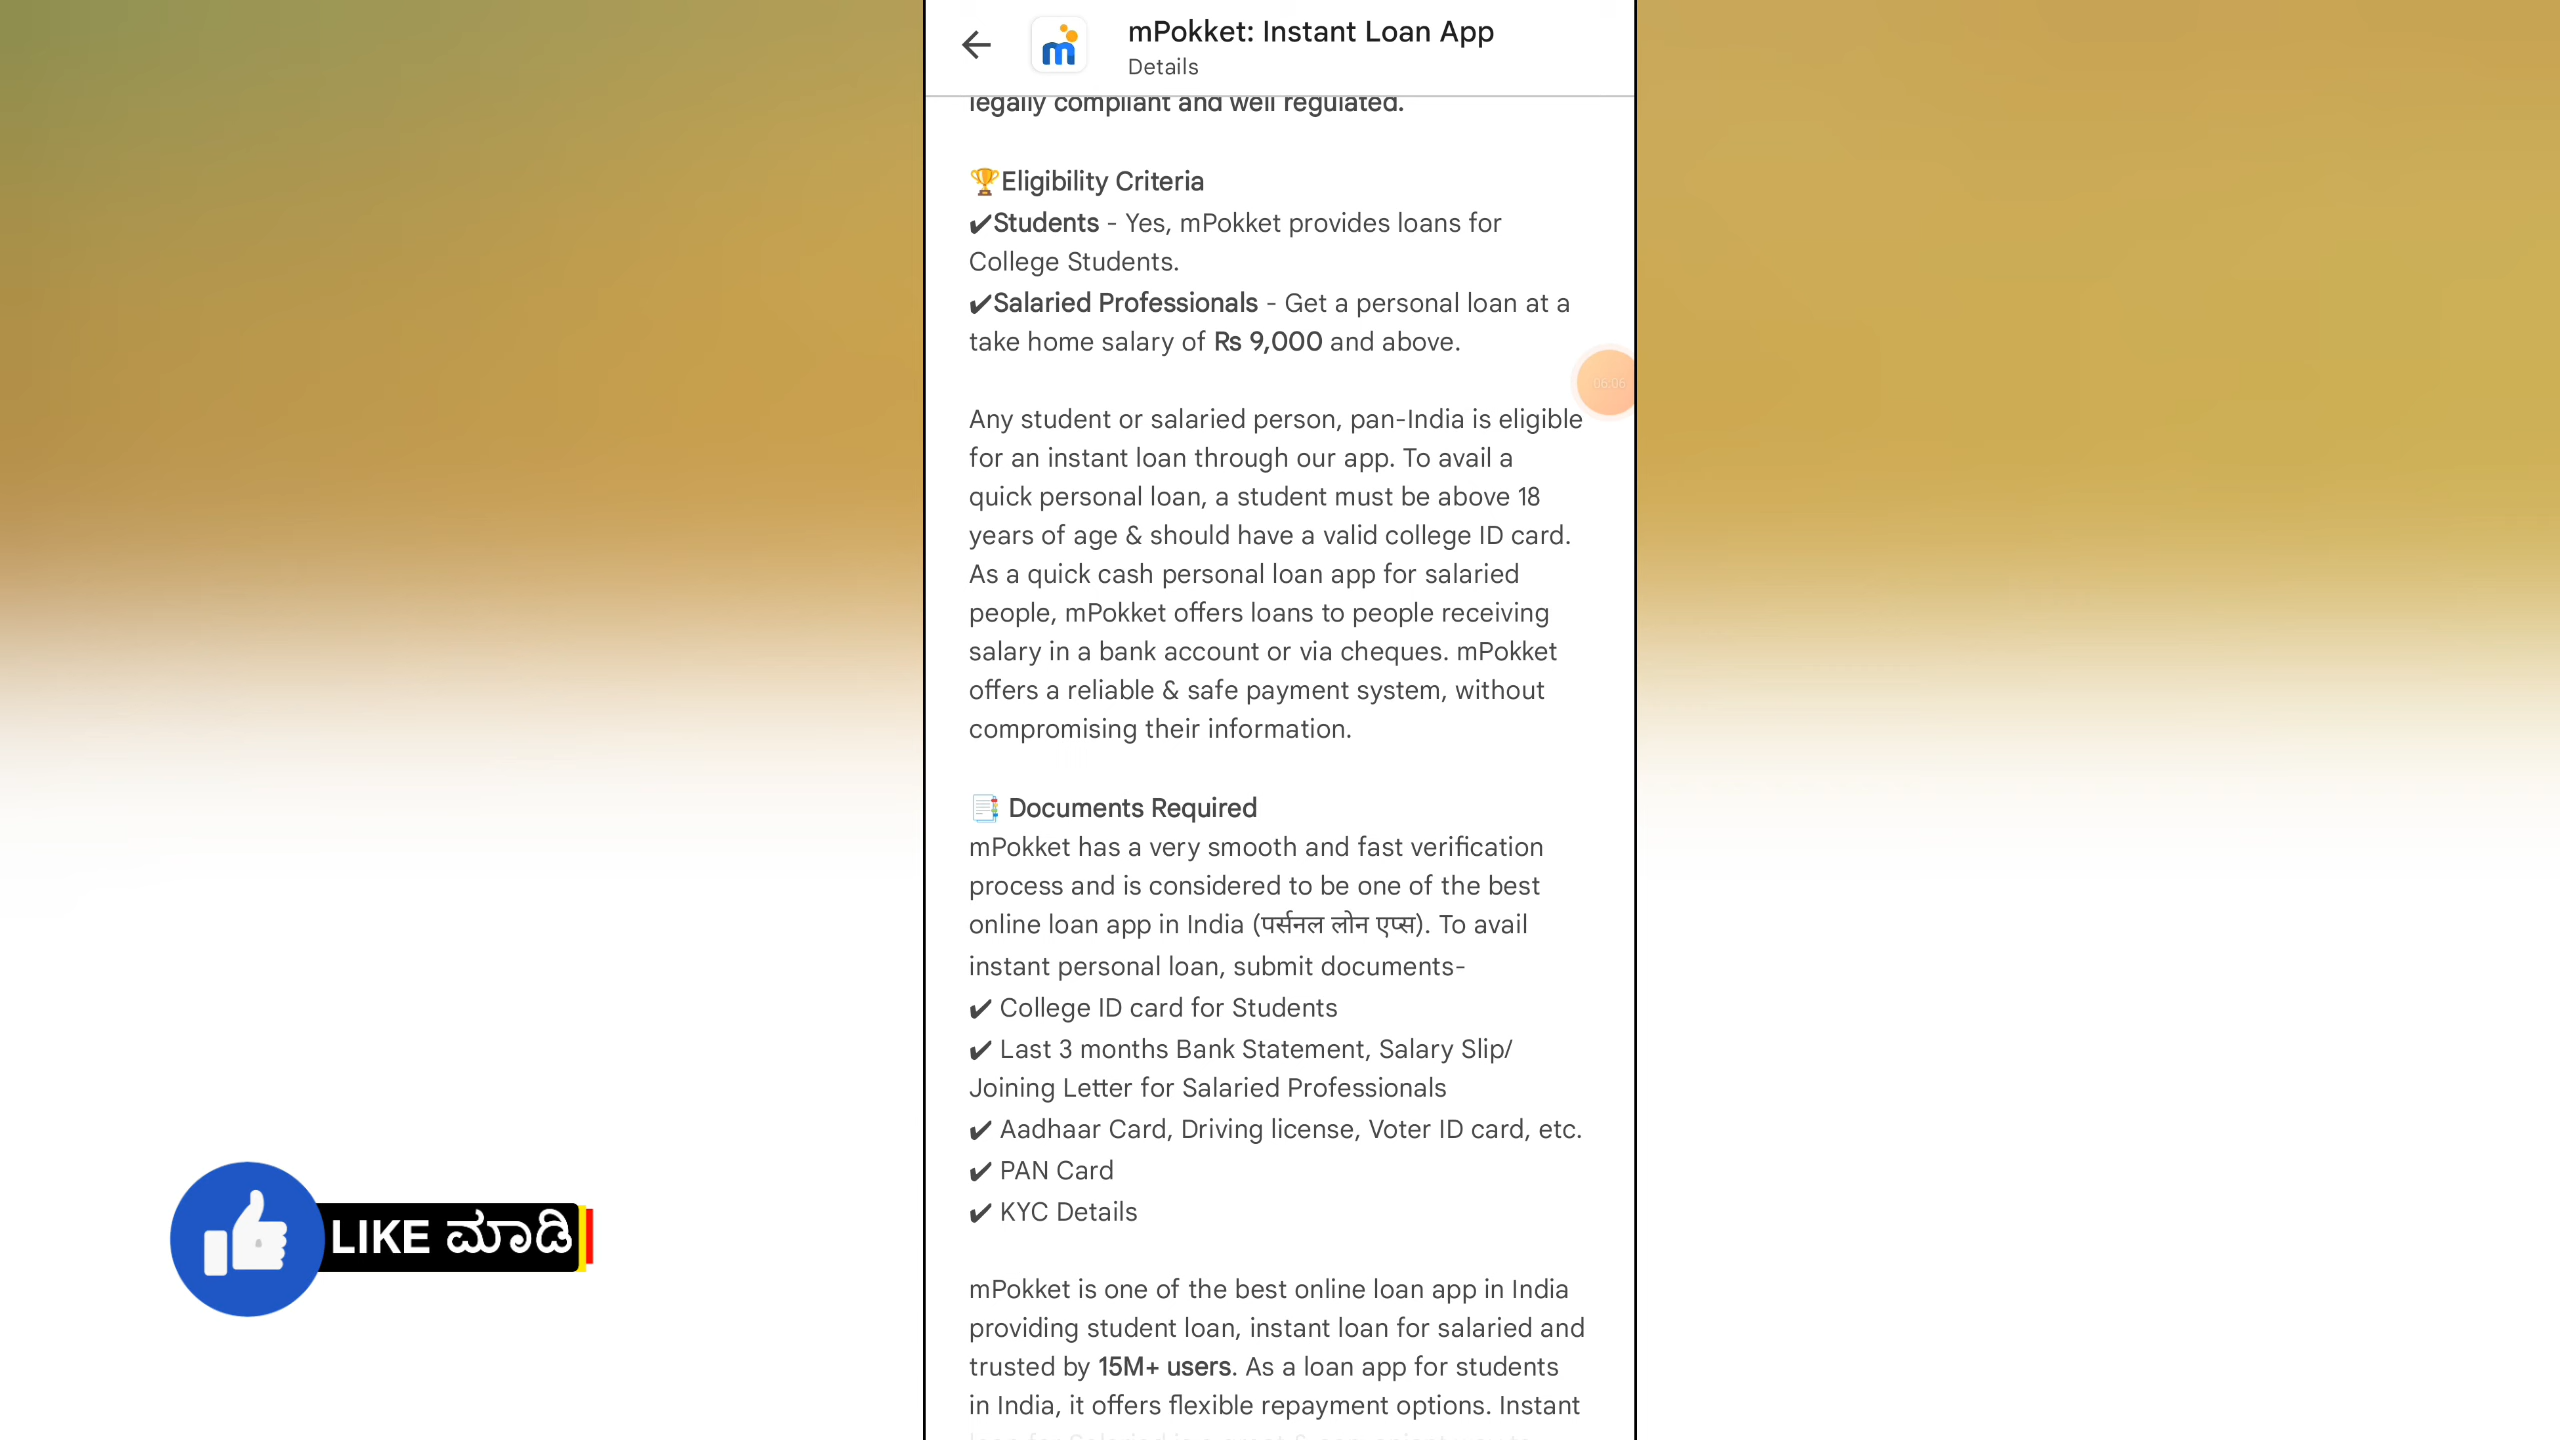 mPokket: Instant Loan App
Details
legally compliant and well regulated.
🏆Eligibility Criteria
✔Students - Yes, mPokket provides loans for
College Students.
✔Salaried Professionals - Get a personal loan at a
take home salary of Rs 9,000 and above.
06:06
Any student or salaried person, pan-India is eligible
for an instant loan through our app. To avail a
quick personal loan, a student must be above 18
years of age & should have a valid college ID card.
As a quick cash personal loan app for salaried
people, mPokket offers loans to people receiving
salary in a bank account or via cheques. mPokket
offers a reliable & safe payment system, without
compromising their information.
📑 Documents Required
mPokket has a very smooth and fast verification
process and is considered to be one of the best
online loan app in India (पर्सनल लोन एप्स). To avail
instant personal loan, submit documents-
✔ College ID card for Students
✔ Last 3 months Bank Statement, Salary Slip/
Joining Letter for Salaried Professionals
✔ Aadhaar Card, Driving license, Voter ID card, etc.
✔ PAN Card
✔ KYC Details
LIKE ಮಾಡಿ
mPokket is one of the best online loan app in India
providing student loan, instant loan for salaried and
trusted by 15M+ users. As a loan app for students
in India, it offers flexible repayment options. Instant